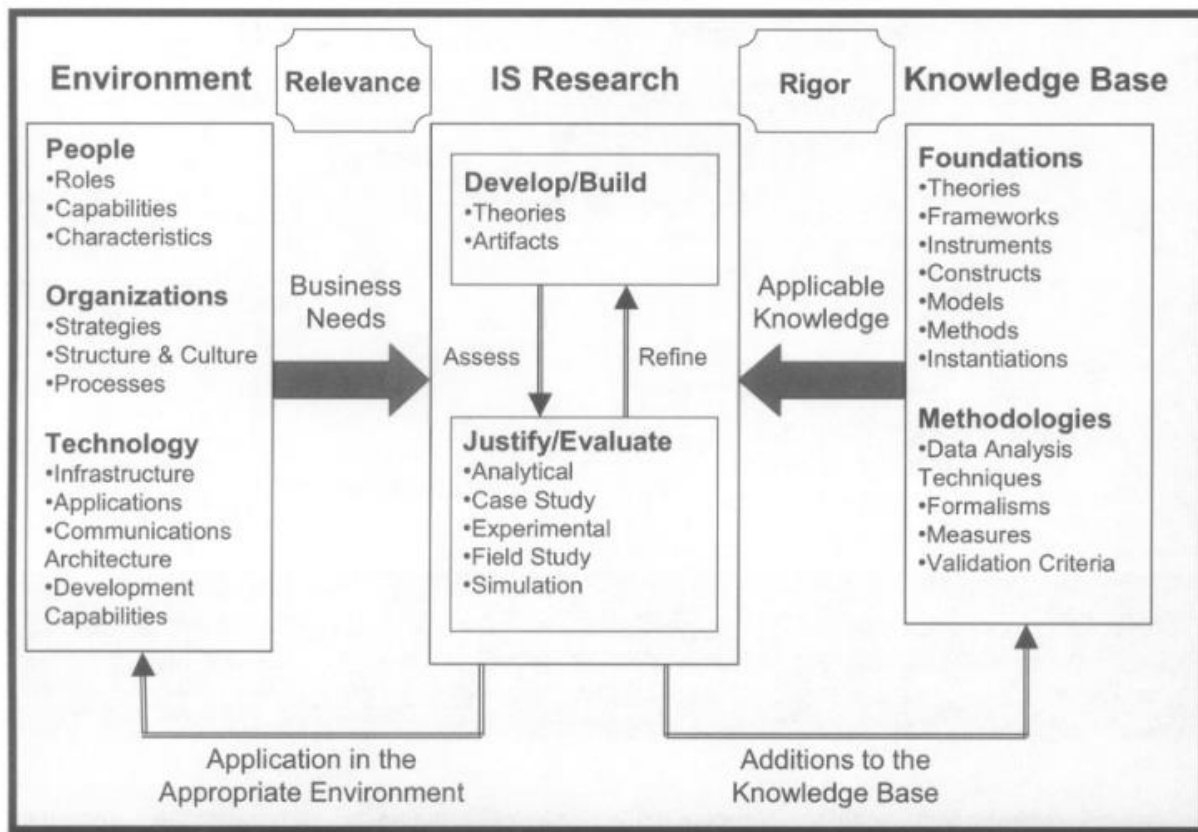 Environment
Relevance
IS Research
Rigor
Knowledge Base
People
•Roles
•Capabilities
•Characteristics
Organizations
•Strategies
•Structure & Culture
•Processes
Technology
•Infrastructure
•Applications
•Communications
Architecture
•Development
Capabilities
Business
Needs
Develop/Build
•Theories
•Artifacts
Assess
Refine
Justify/Evaluate
•Analytical
•Case Study
•Experimental
•Field Study
•Simulation
Applicable
Knowledge
Foundations
•Theories
•Frameworks
•Instruments
•Constructs
•Models
•Methods
•Instantiations
Methodologies
•Data Analysis
Techniques
•Formalisms
•Measures
•Validation Criteria
Application in the
Appropriate Environment
Additions to the
Knowledge Base